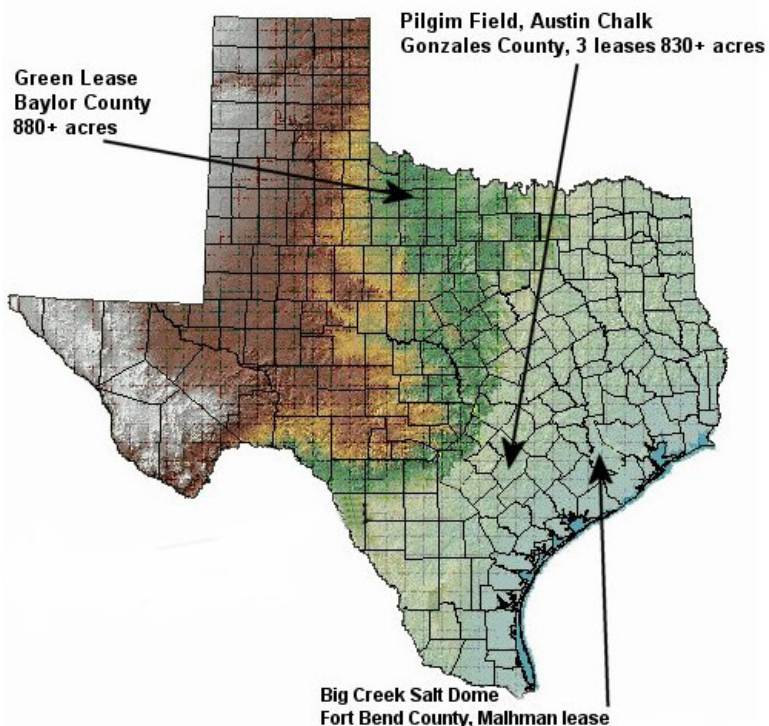 Pilgim Field, Austin Chalk
Gonzales County, 3 leases 830+ acres
Green Lease
Baylor County
880+ acres
Big Creek Salt Dome
Fort Bend County, Malhman lease